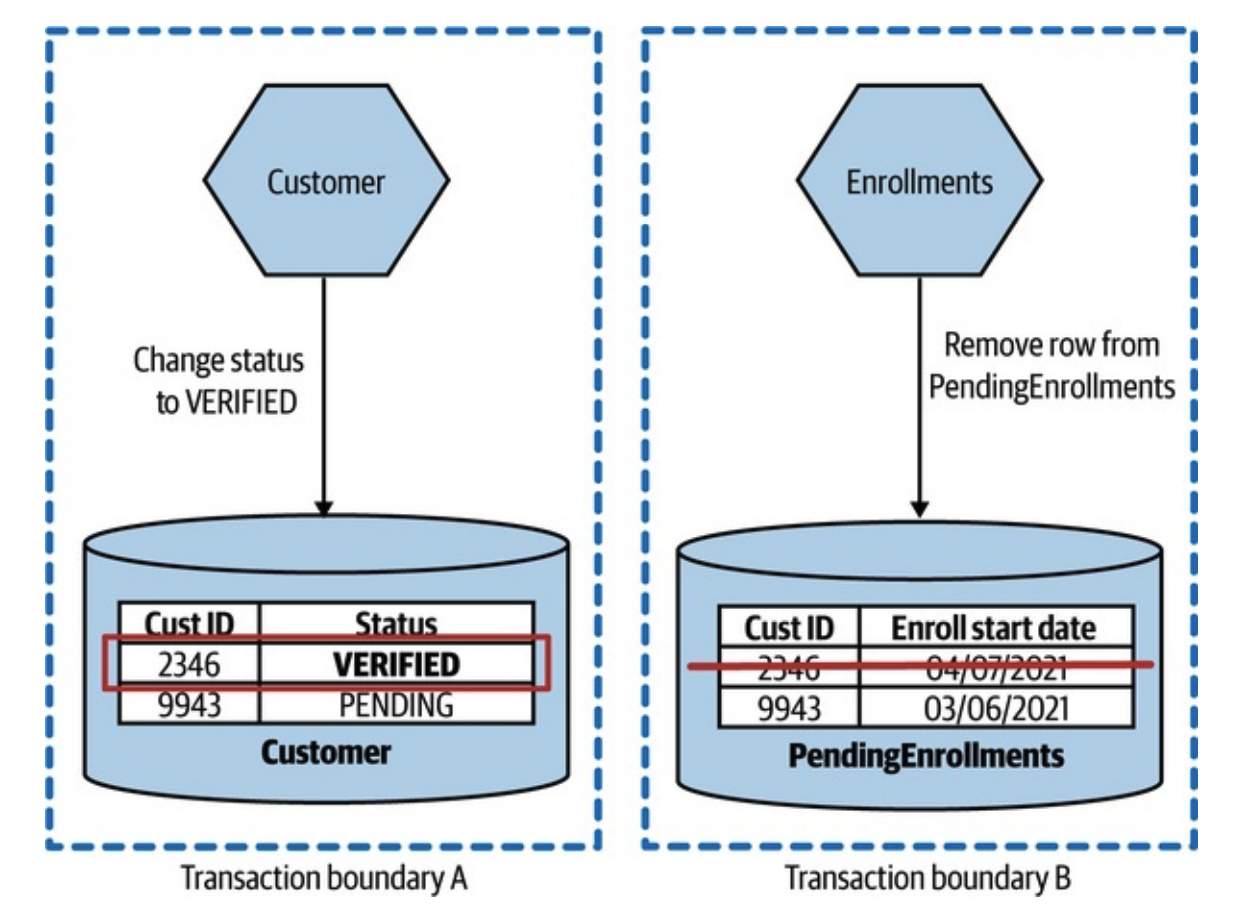 Customer
Change status
to VERIFIED
Cust ID Status
2346 VERIFIED
9943 PENDING
Customer
Transaction boundary A
Enrollments
Remove row from
PendingEnrollments
Cust ID Enroll start date
2346 04/07/2021
9943 03/06/2021
PendingEnrollments
Transaction boundary B